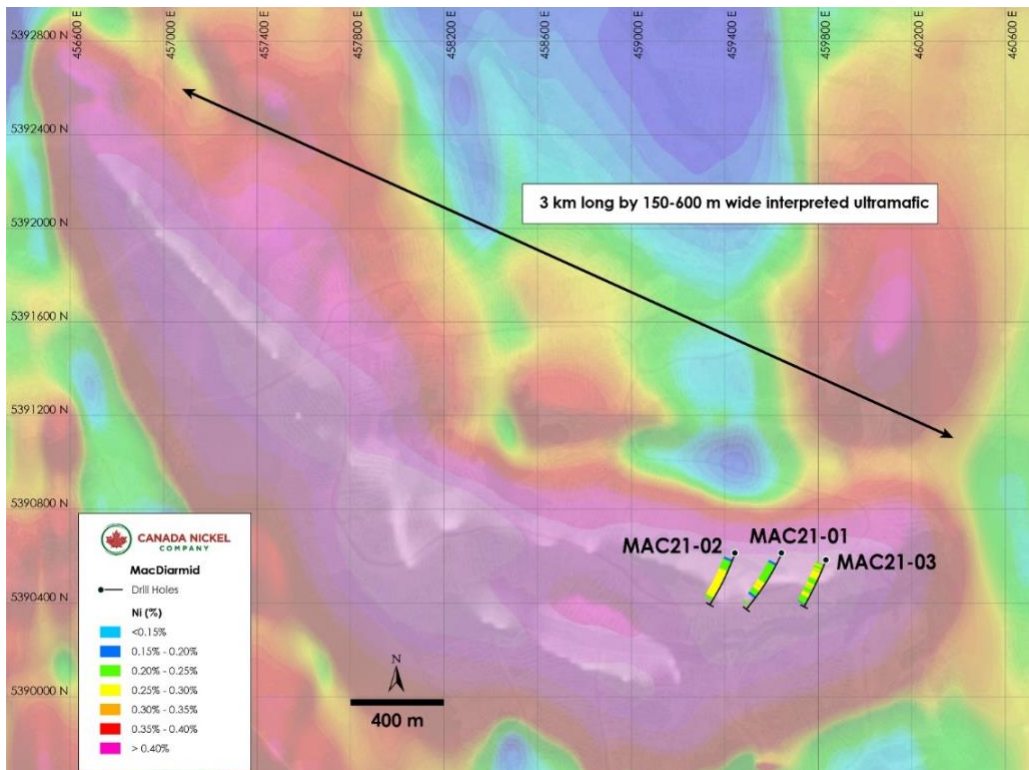 456600 E
457000 E
457400 E
457800 E
458200 E
458600 E
459000 E
459400 E
459800 E
460200 E
460600 E
5392800 N
5392400 N
5392000 N
5391600 N
5391200 N
5390800 N
5390400 N
5390000 N
3 km long by 150-600 m wide interpreted ultramafic
MAC21-02
MAC21-01
MAC21-03
CANADA NICKEL
COMPANY
MacDiarmid
Drill Holes
Ni (%)
<0.15%
0.15% - 0.20%
0.20% - 0.25%
0.25% - 0.30%
0.30% - 0.35%
0.35% - 0.40%
> 0.40%
N
400 m